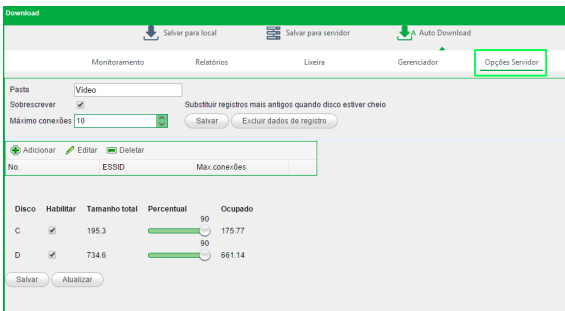 Download
Salvar para local Salvar para servidor Auto Download
Monitoramento Relatórios Lixeira Gerenciador Opções Servidor
Pasta Video
Sobrescrever Substituir registros mais antigos quando disco estiver cheio
Máximo conexões 10 Salvar Excluir dados de registro
Adicionar Editar Deletar
No. ESSID Max.conexões
Disco Habilitar Tamanho total Percentual Ocupado
90
C 195.3 175.77
90
D 734.6 661.14
Salvar Atualizar